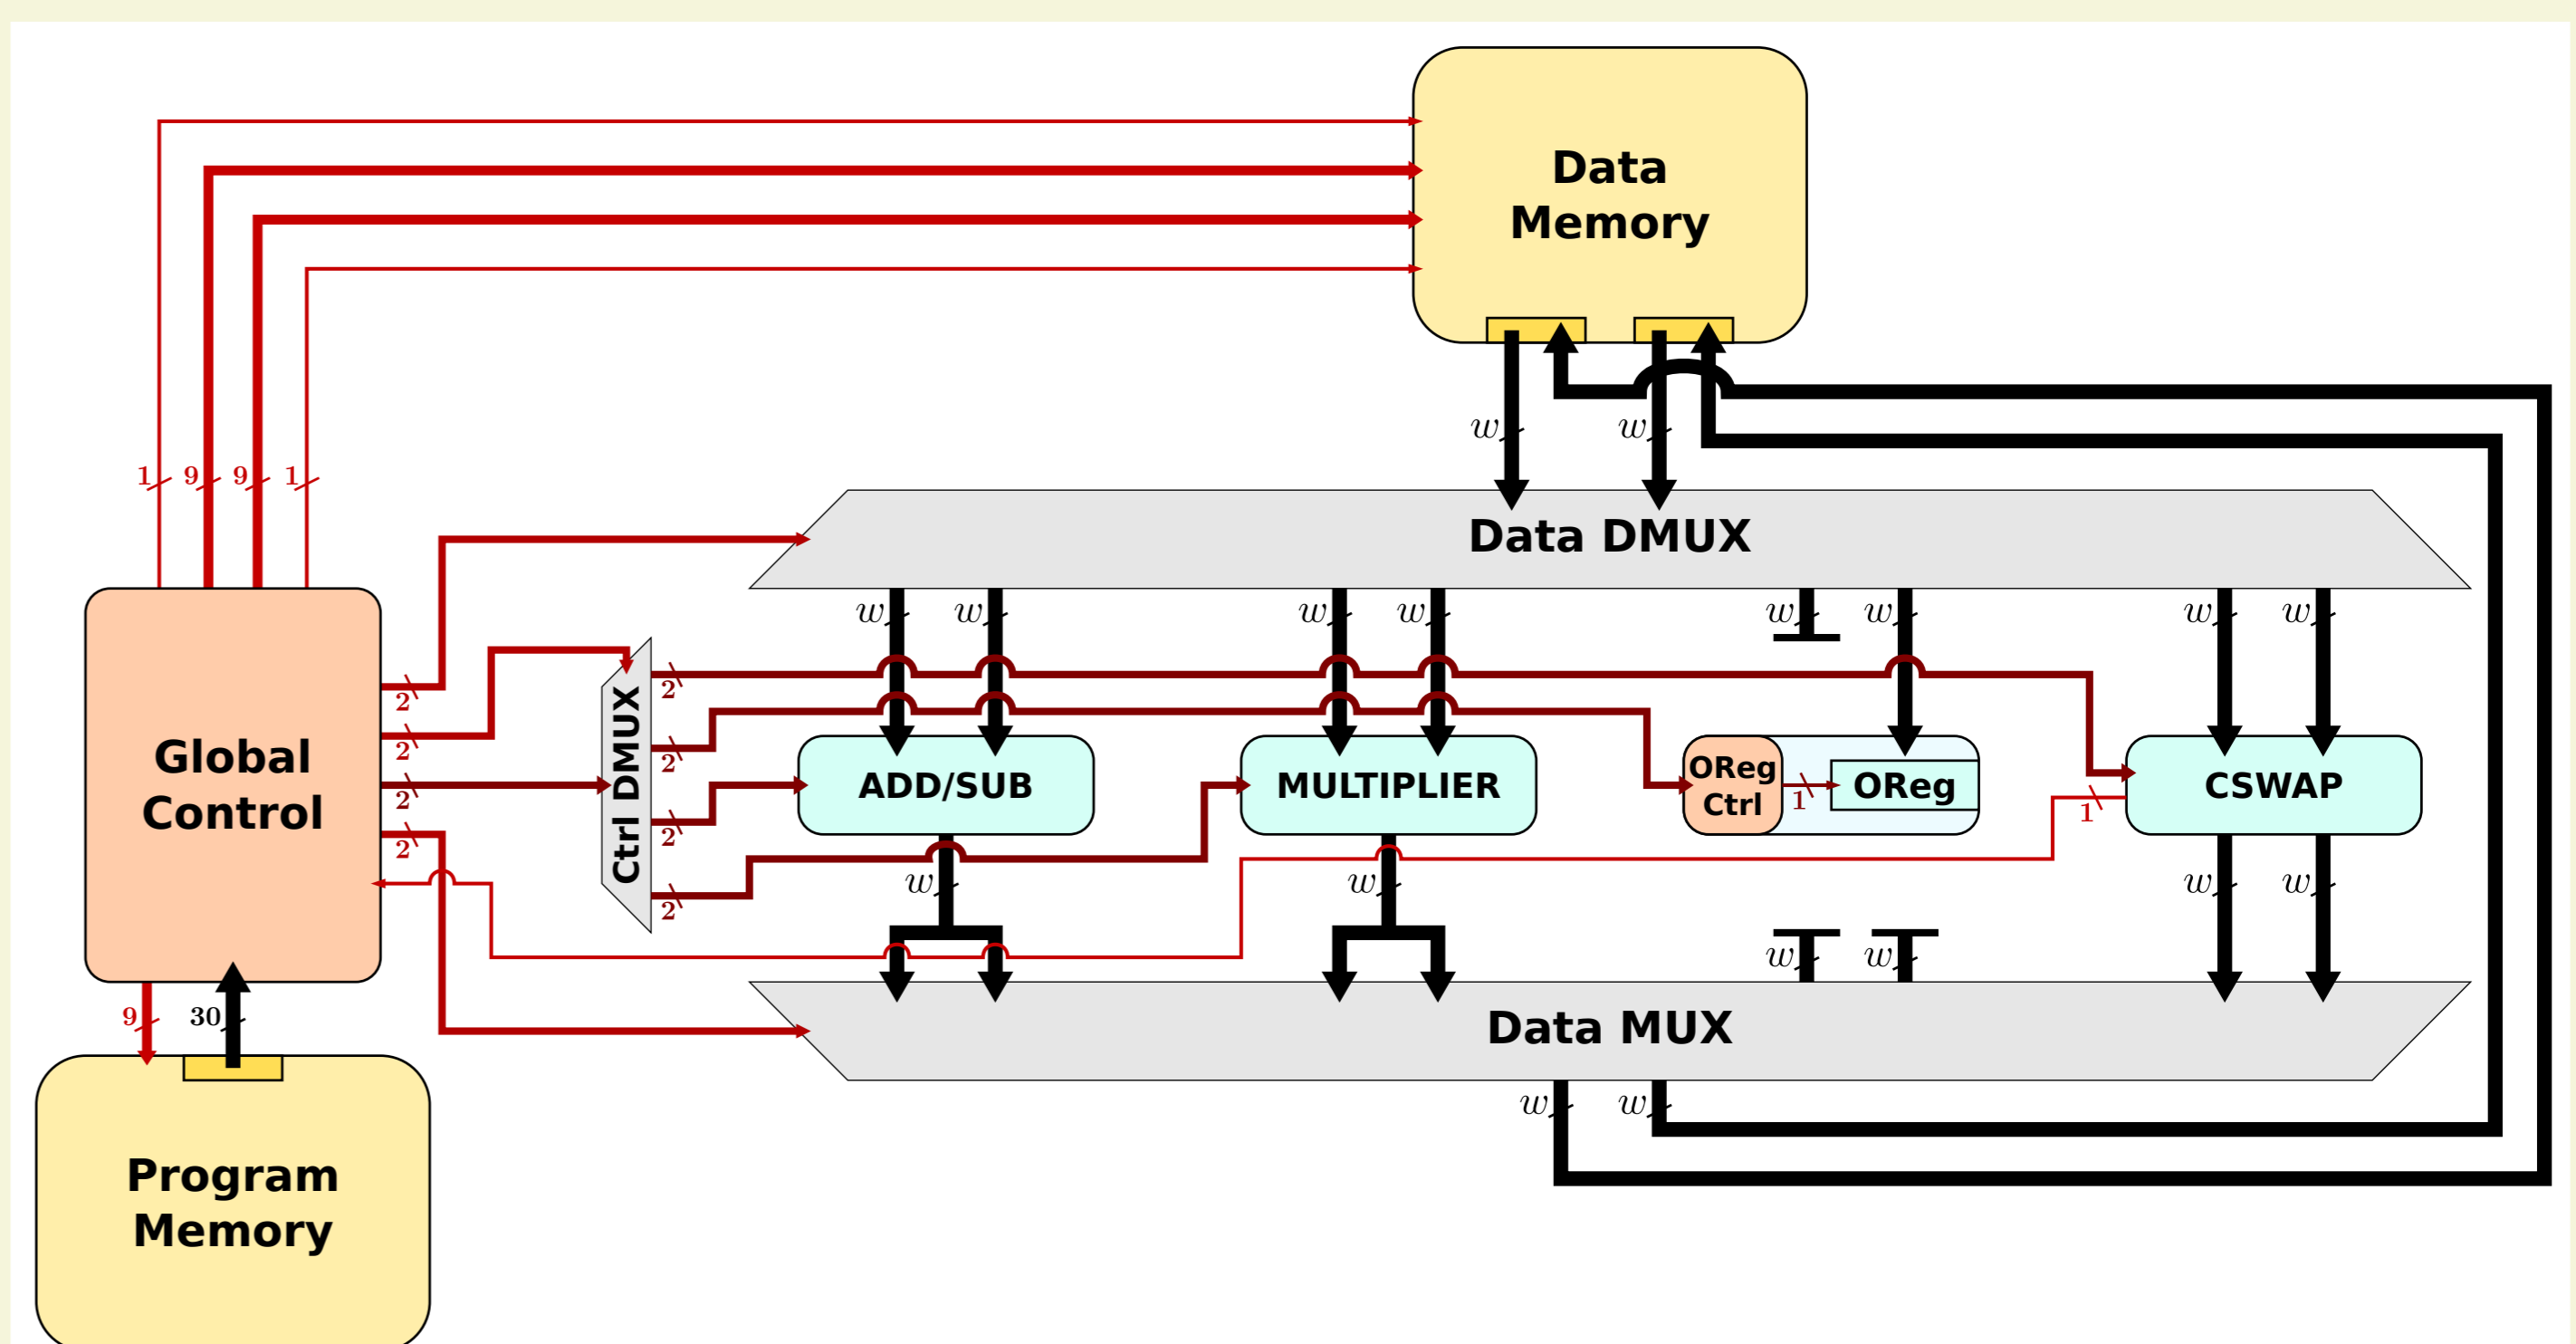 Data
Memory
w w
1 9 9 1
Data DMUX
w w w w w w w w
2
2
2
2
Global
Control
Ctrl DMUX
2
2
2
2
ADD/SUB
MULTIPLIER
OReg
Ctrl
1
OReg
1
CSWAP
w w w w
w w
9 30
Data MUX
w w
Program
Memory